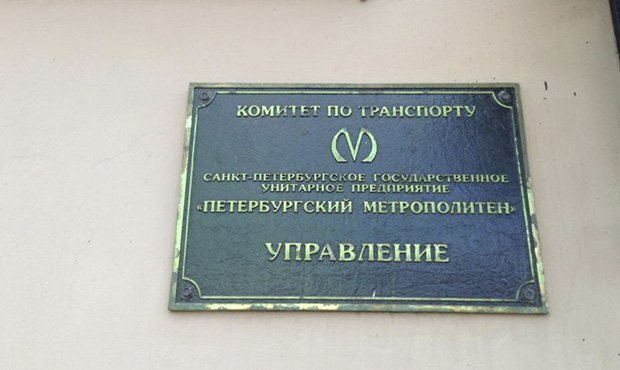 КОМИТЕТ ПО ТРАНСПОРТУ
М
САНКТ-ПЕТЕРБУРГСКОЕ ГОСУДАРСТВЕННОЕ
УНИТАРНОЕ ПРЕДПРИЯТИЕ
«ПЕТЕРБУРГСКИЙ МЕТРОПОЛИТЕН»
УПРАВЛЕНИЕ